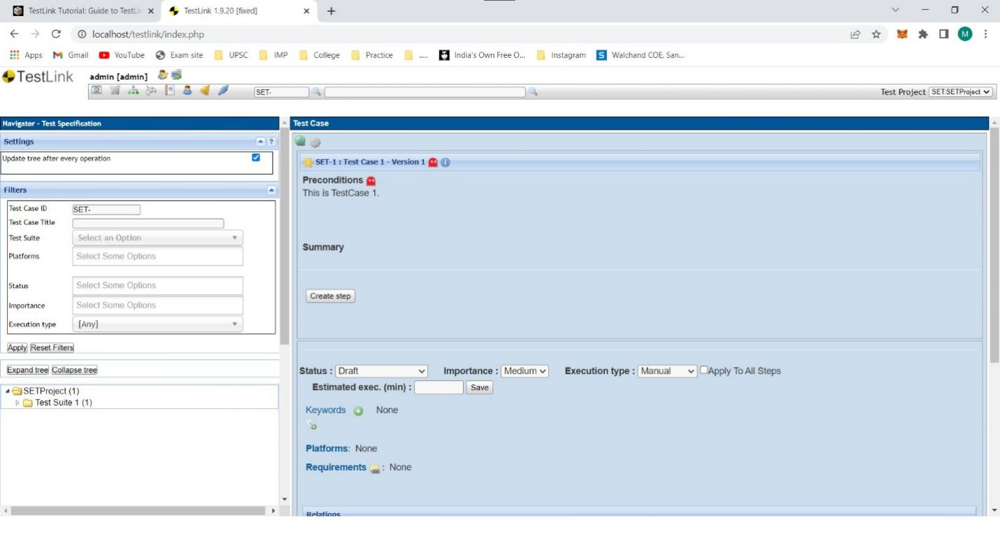 TestLink Tutorial: Guide to TestLin
TestLink 1.9.20 [fixed]
localhost/testlink/index.php
M
Apps
Gmail
YouTube
Exam site
UPSC
IMP
College
Practice
.....
India's Own Free O...
Instagram
S Walchand COE, San...
TestLink
admin [admin]
SET-
Test Project SET:SETProject
Navigator - Test Specification
Settings
?
Update tree after every operation
Filters
Test Case ID SET-
Test Case Title
Test Suite Select an Option
Platforms Select Some Options
Status Select Some Options
Importance Select Some Options
Execution type [Any]
Apply Reset Filters
Expand tree Collapse tree
SETProject (1)
Test Suite 1 (1)
Test Case
SET-1 : Test Case 1 - Version 1
Preconditions
This is TestCase 1.
Summary
Create step
Status : Draft Importance : Medium Execution type : Manual Apply To All Steps
Estimated exec. (min) : Save
Keywords None
Platforms: None
Requirements : None
Relations